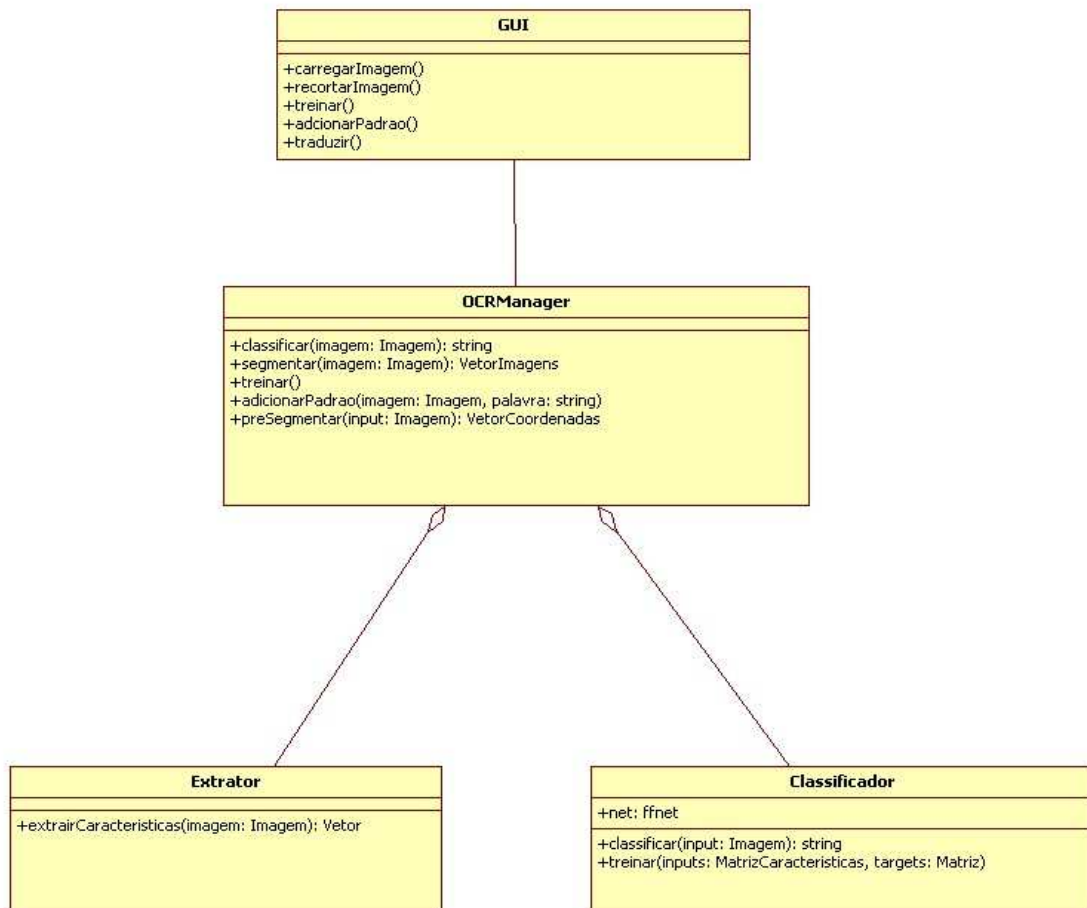 GUI
+carregarImagem()
+recortarImagem()
+treinar()
+adcionarPadrao()
+traduzir()
OCRManager
+classificar(imagem: Imagem): string
+segmentar(imagem: Imagem): VetorImagens
+treinar()
+adicionarPadrao(imagem: Imagem, palavra: string)
+preSegmentar(input: Imagem): VetorCoordenadas
Extrator
+extrairCaracteristicas(imagem: Imagem): Vetor
Classificador
+net: ffnet
+classificar(input: Imagem): string
+treinar(inputs: MatrizCaracteristicas, targets: Matriz)